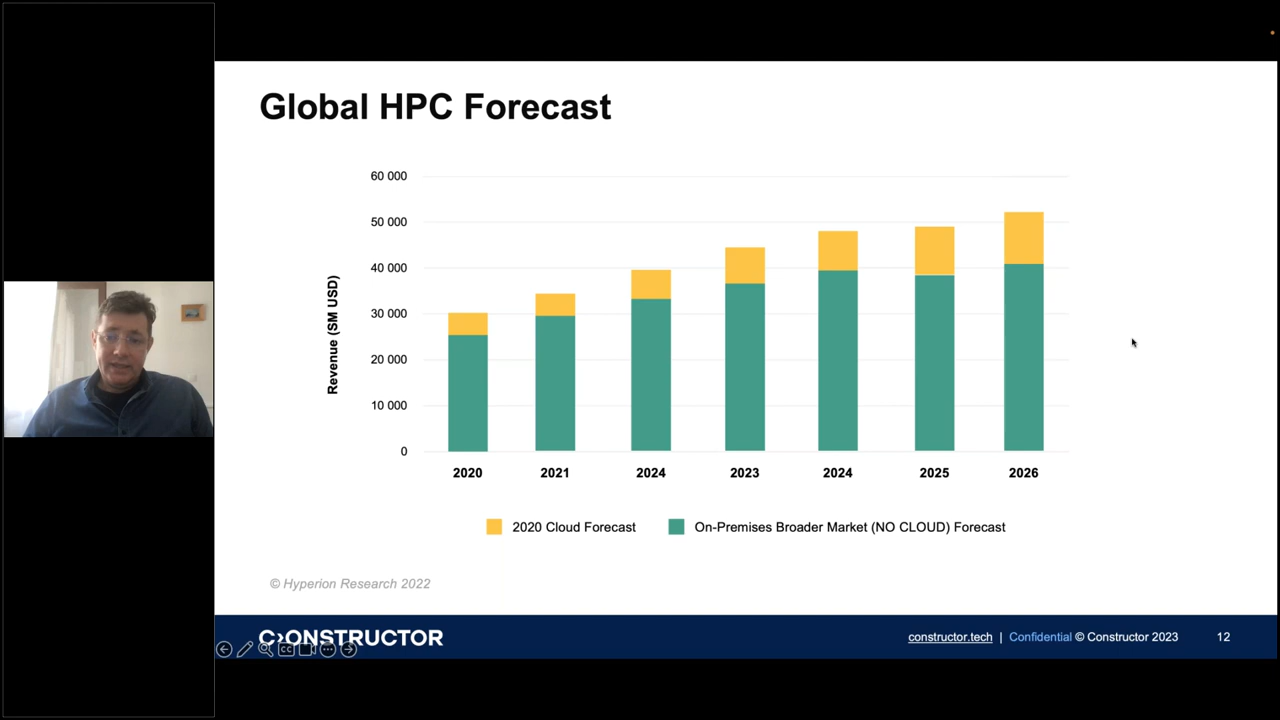 Global HPC Forecast
60 000
50 000
40 000
30 000
20 000
10 000
0
Revenue (SM USD)
2020 2021 2024 2023 2024 2025 2026
2020 Cloud Forecast On-Premises Broader Market (NO CLOUD) Forecast
© Hyperion Research 2022
C›ONSTRUCTOR
constructor.tech | Confidential © Constructor 2023 12
CC